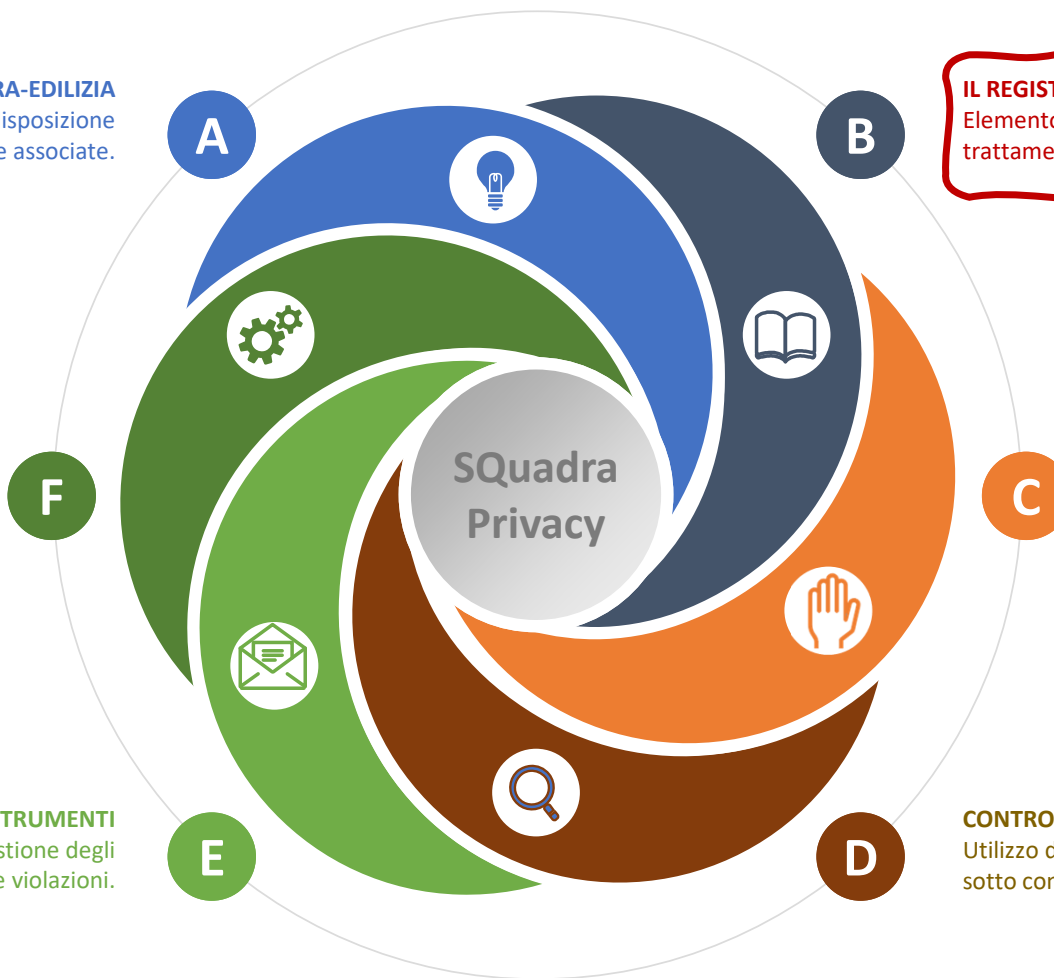 RA-EDILIZIA
isposizione
e associate.
A
B
IL REGIST
Elemento
trattame
F
SQuadra
Privacy
C
TRUMENTI
stione degli
e violazioni.
E
D
CONTRO
Utilizzo d
sotto con